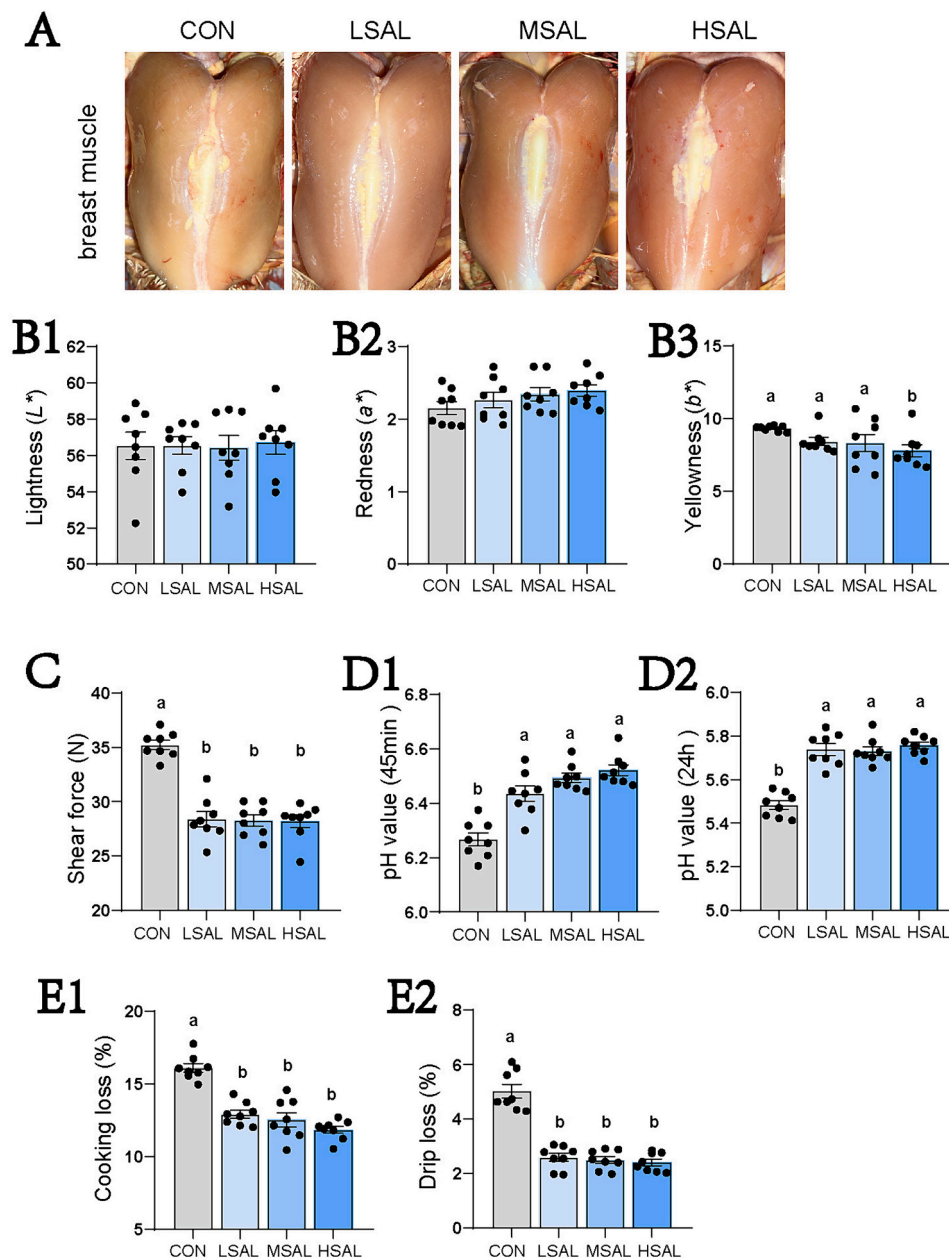 A
CON LSAL MSAL HSAL
breast muscle
B1
Lightness (L*)
62
60
58
56
54
52
50
CON LSAL MSAL HSAL
B2
Redness (a*)
3
2
1
0
CON LSAL MSAL HSAL
B3
Yellowness (b*)
15
10
5
0
a a a b
CON LSAL MSAL HSAL
C
Shear force (N)
40
35
30
25
20
a b b b
CON LSAL MSAL HSAL
D1
pH value (45min)
6.8
6.6
6.4
6.2
6.0
b a a a
CON LSAL MSAL HSAL
D2
pH value (24h)
6.0
5.8
5.6
5.4
5.2
5.0
b a a a
CON LSAL MSAL HSAL
E1
Cooking loss (%)
20
15
10
5
a b b b
CON LSAL MSAL HSAL
E2
Drip loss (%)
8
6
4
2
0
a b b b
CON LSAL MSAL HSAL